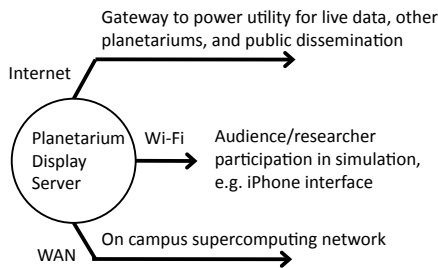 Gateway to power utility for live data, other
planetariums, and public dissemination
Internet
Planetarium
Display
Server
Wi-Fi
Audience/researcher
participation in simulation,
e.g. iPhone interface
On campus supercomputing network
WAN